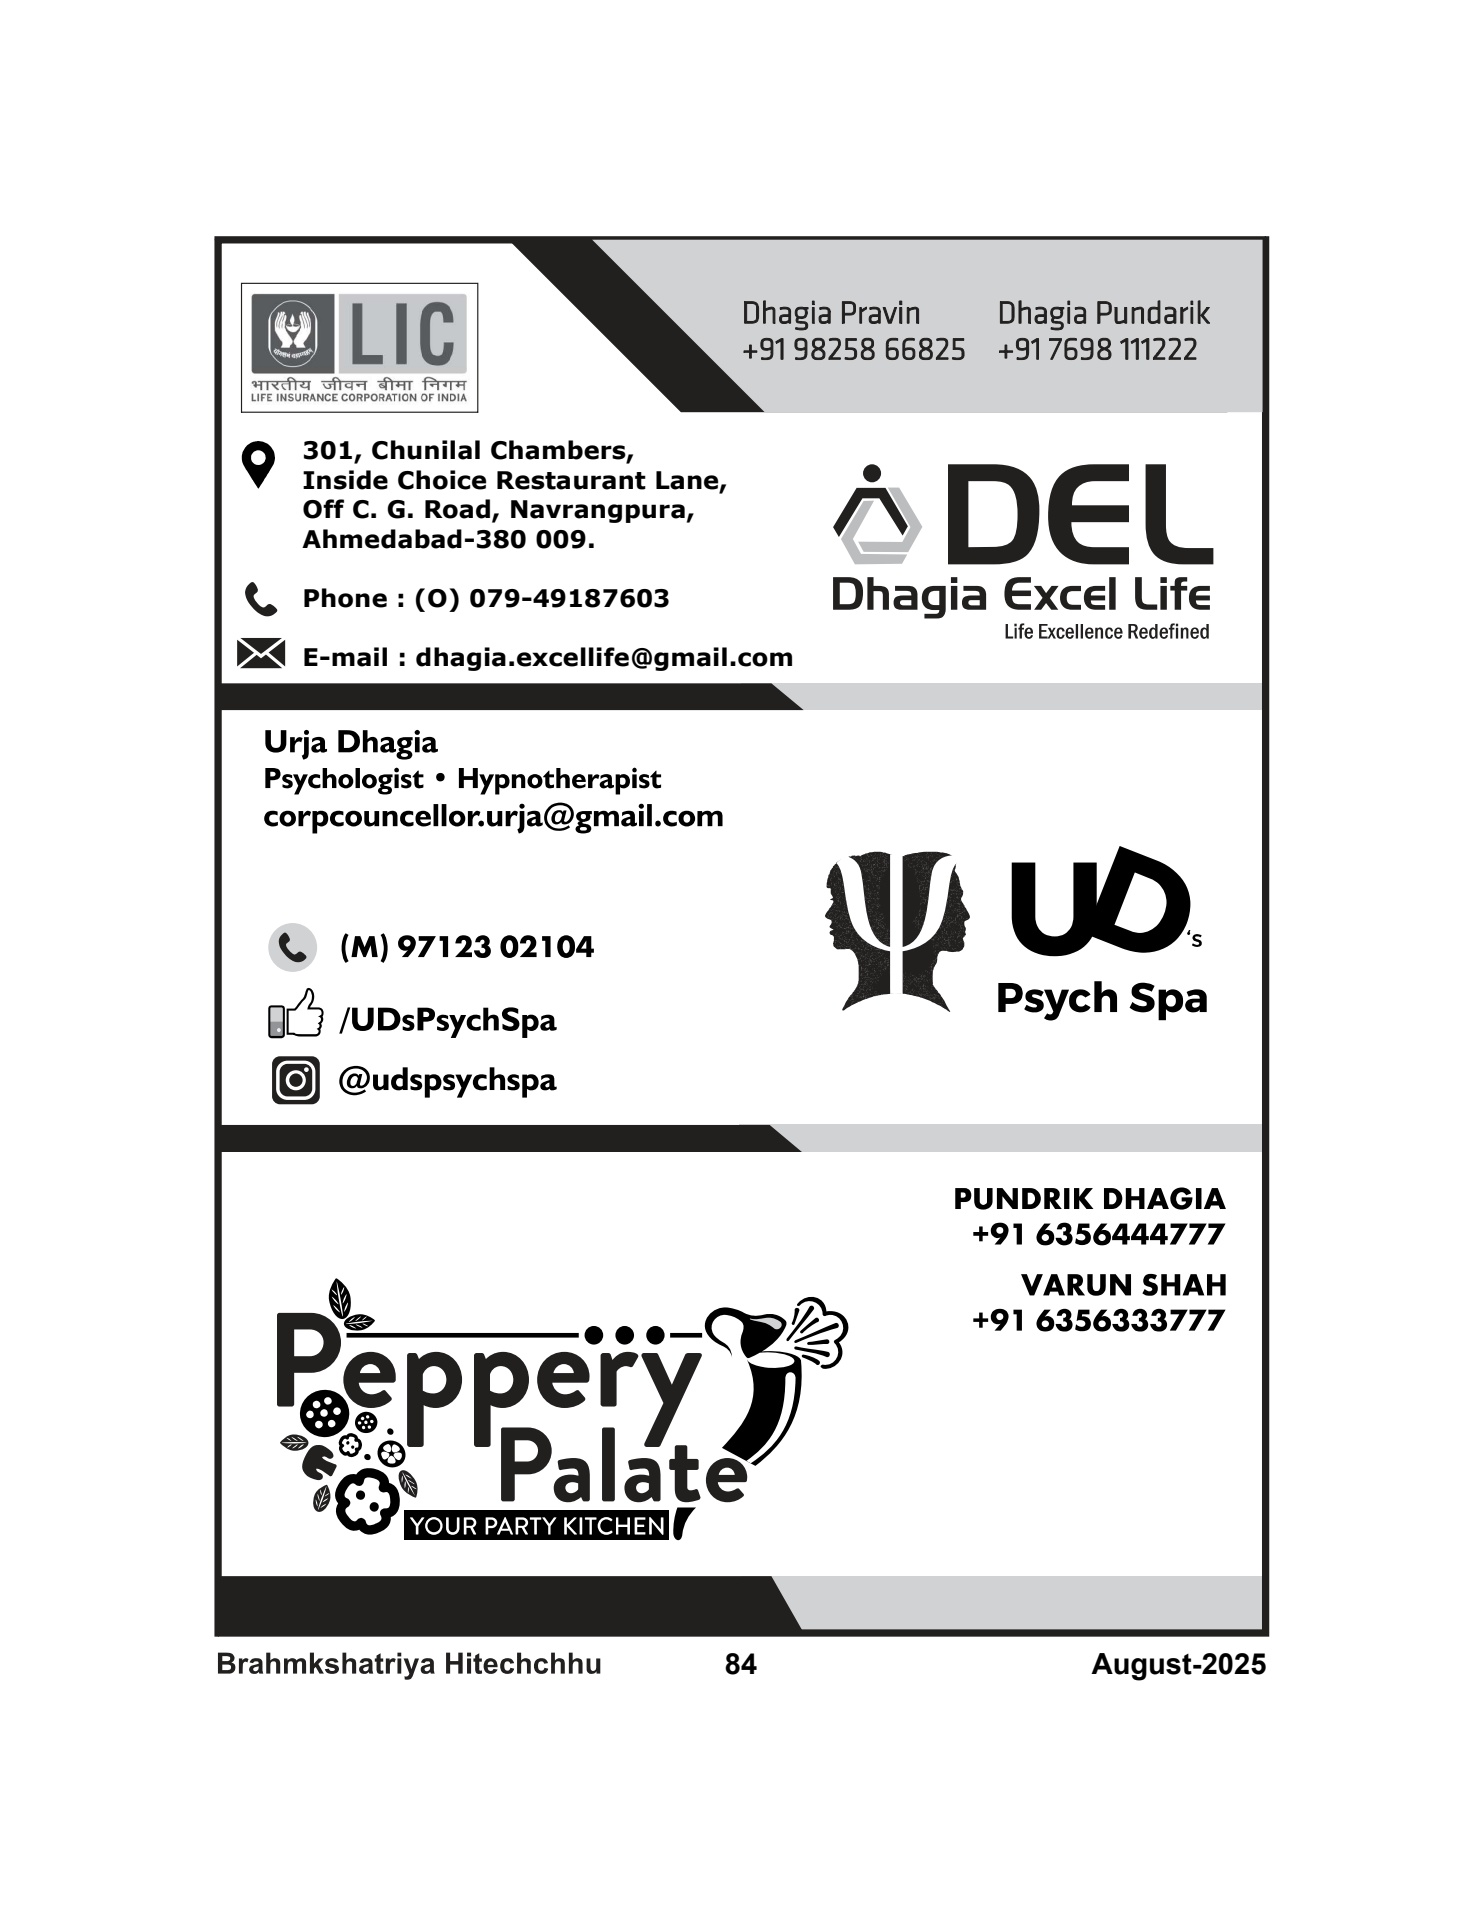 LIC
भारतीय जीवन बीमा निगम
LIFE INSURANCE CORPORATION OF INDIA
Dhagia Pravin
+91 98258 66825
Dhagia Pundarik
+91 7698 111222
301, Chunilal Chambers,
Inside Choice Restaurant Lane,
Off C. G. Road, Navrangpura,
Ahmedabad-380 009.
Phone : (O) 079-49187603
E-mail : dhagia.excellife@gmail.com
DEL
Dhagia Excel Life
Life Excellence Redefined
Urja Dhagia
Psychologist • Hypnotherapist
corpcouncellor.urja@gmail.com
(M) 97123 02104
/UDsPsychSpa
@udspsychspa
UD's
Psych Spa
PUNDRIK DHAGIA
+91 6356444777
VARUN SHAH
+91 6356333777
Peppery
Palate
YOUR PARTY KITCHEN
Brahmkshatriya Hitechchhu 84 August-2025